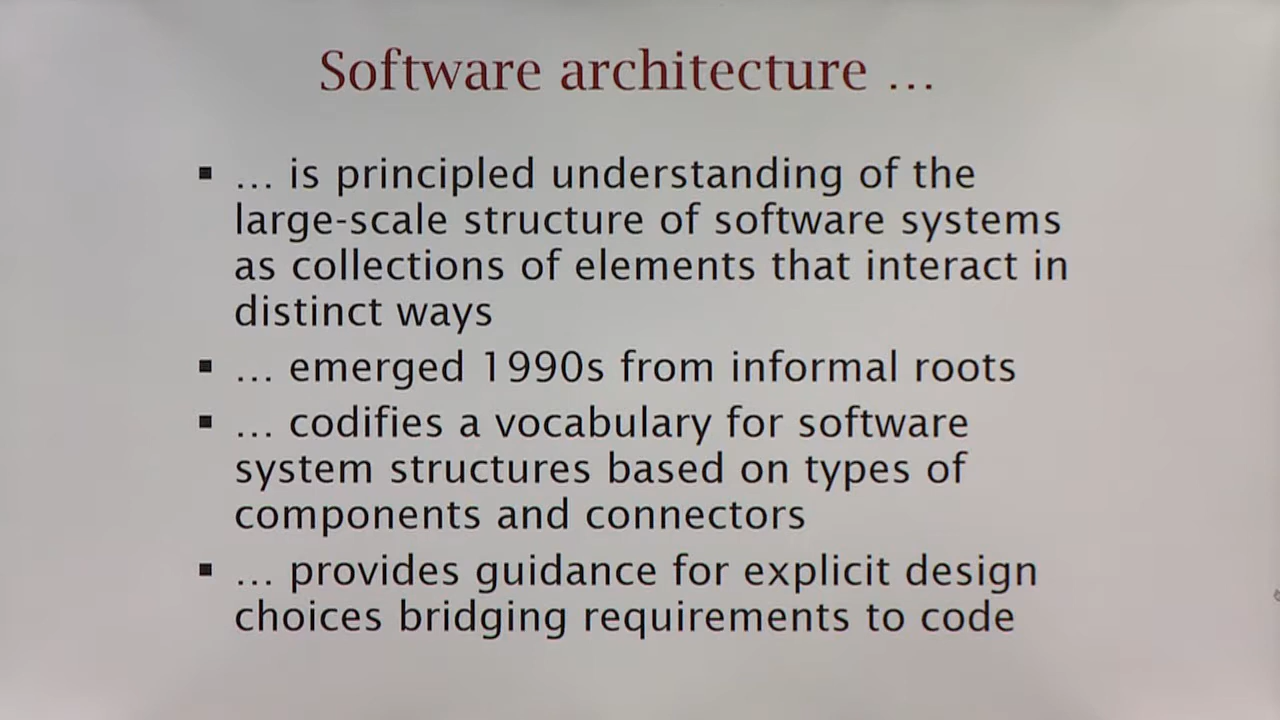 Software architecture ...
▪ ... is principled understanding of the
large-scale structure of software systems
as collections of elements that interact in
distinct ways
▪ ... emerged 1990s from informal roots
▪ ... codifies a vocabulary for software
system structures based on types of
components and connectors
▪ ... provides guidance for explicit design
choices bridging requirements to code